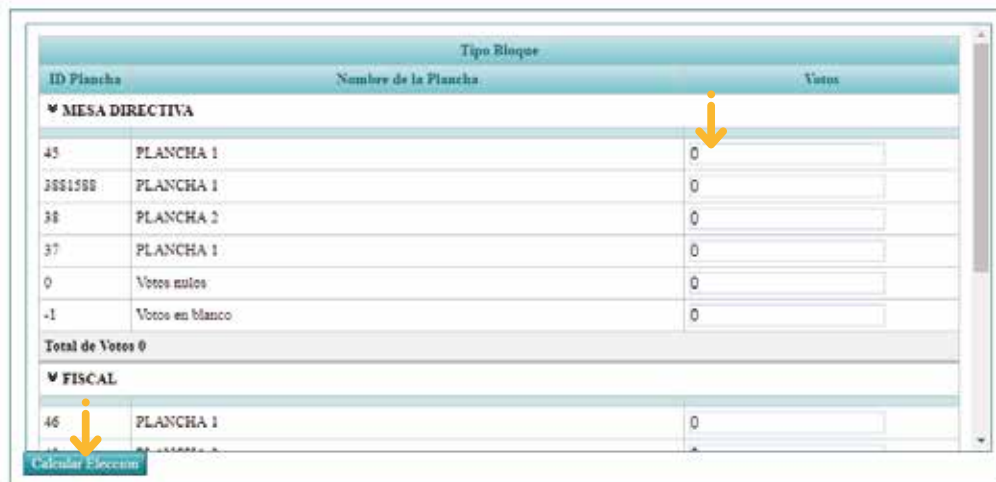 Tipo Bloque
ID Plancha Nombre de la Plancha Votos
MESA DIRECTIVA
45 PLANCHA 1 0
3881588 PLANCHA 1 0
38 PLANCHA 2 0
37 PLANCHA 1 0
0 Votos nulos 0
-1 Votos en blanco 0
Total de Votos 0
FISCAL
46 PLANCHA 1 0
Calcular Eleccion